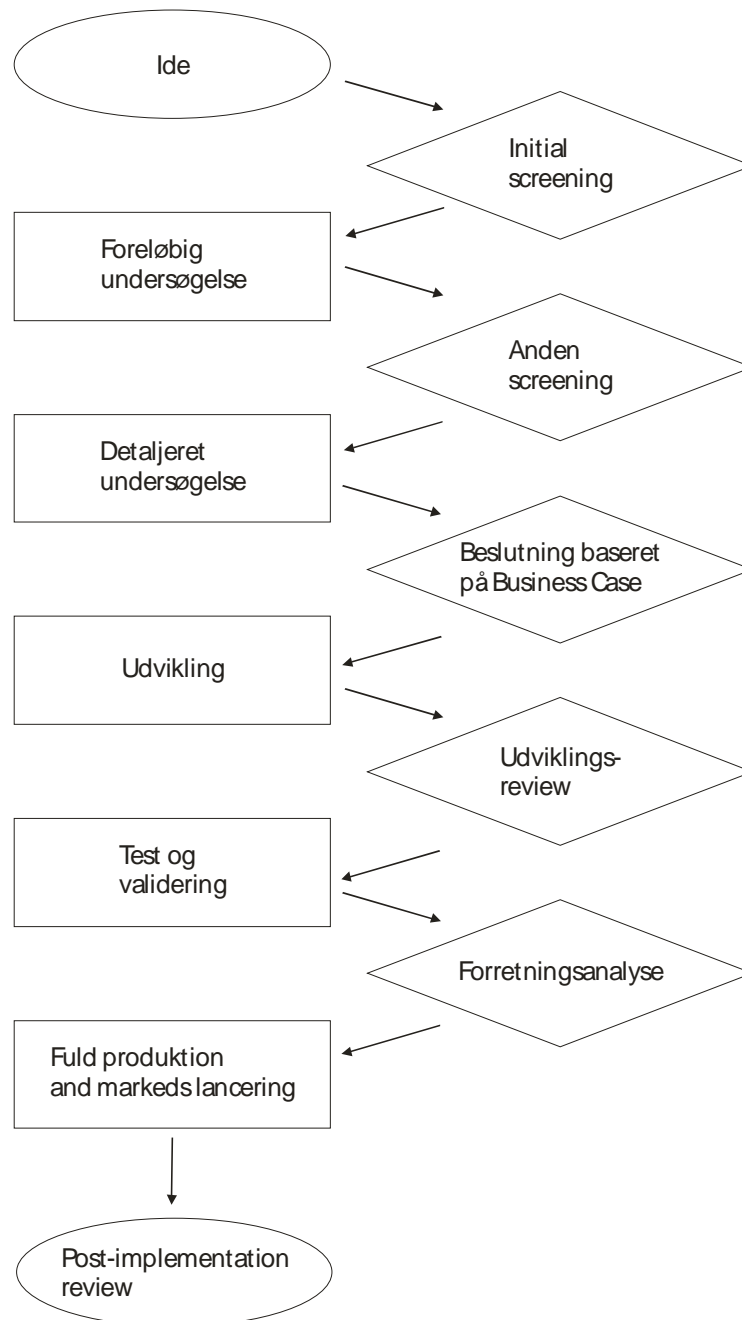 Ide
Initial
screening
Foreløbig
undersøgelse
Anden
screening
Detaljeret
undersøgelse
Beslutning baseret
på Business Case
Udvikling
Udviklings-
review
Test og
validering
Forretningsanalyse
Fuld produktion
and markeds lancering
Post-implementation
review